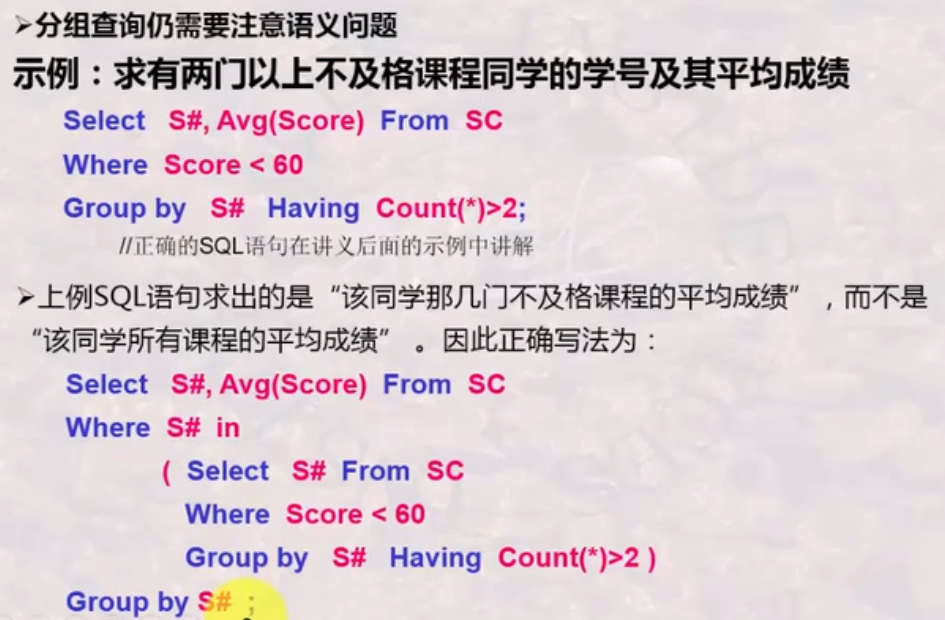 ➢分组查询仍需要注意语义问题
示例：求有两门以上不及格课程同学的学号及其平均成绩
Select S#, Avg(Score) From SC
Where Score < 60
Group by S# Having Count(*)>2;
//正确的SQL语句在讲义后面的示例中讲解
➢上例SQL语句求出的是“该同学那几门不及格课程的平均成绩”，而不是
“该同学所有课程的平均成绩”。因此正确写法为：
Select S#, Avg(Score) From SC
Where S# in
( Select S# From SC
Where Score < 60
Group by S# Having Count(*)>2 )
Group by S# ;